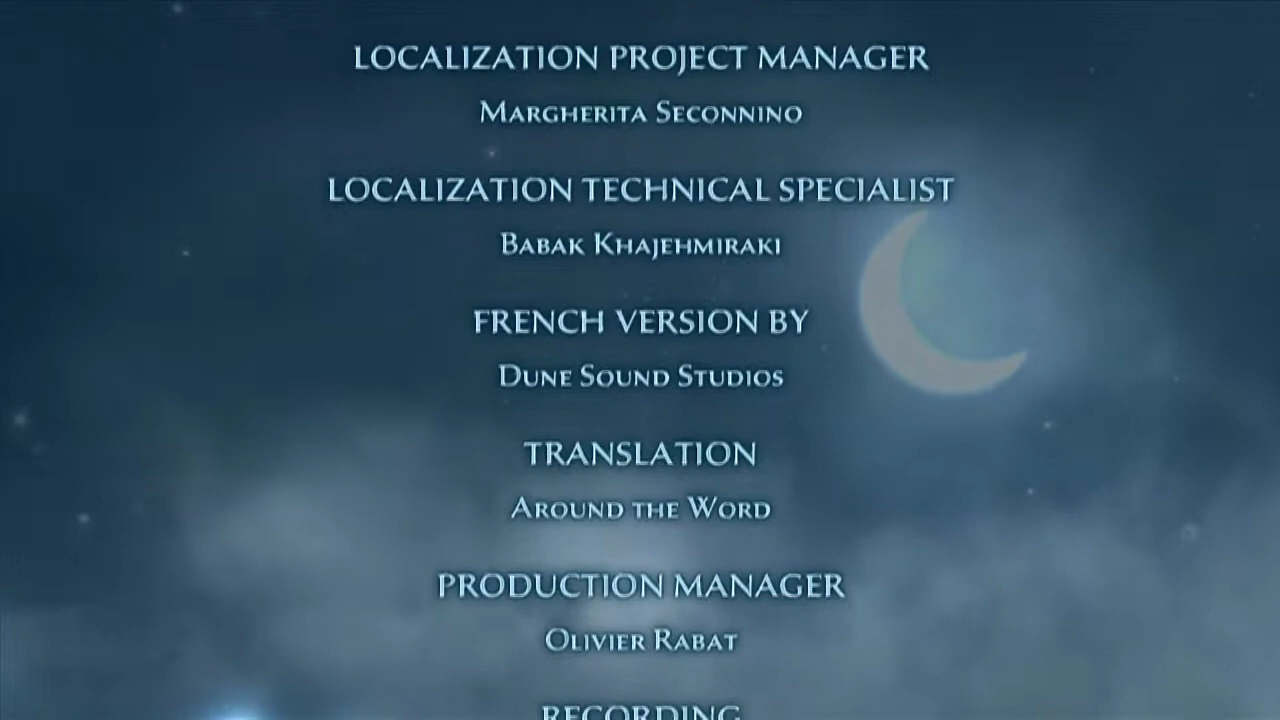 LOCALIZATION PROJECT MANAGER
MARGHERITA SECONNINO
LOCALIZATION TECHNICAL SPECIALIST
BABAK KHAJEHMIRAKI
FRENCH VERSION BY
DUNE SOUND STUDIOS
TRANSLATION
AROUND THE WORD
PRODUCTION MANAGER
OLIVIER RABAT
RECORDING